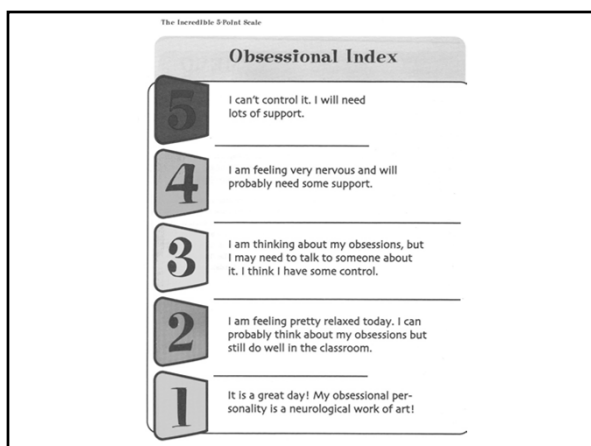 The Incredible 5-Point Scale
Obsessional Index
5
I can't control it. I will need
lots of support.
4
I am feeling very nervous and will
probably need some support.
3
I am thinking about my obsessions, but
I may need to talk to someone about
it. I think I have some control.
2
I am feeling pretty relaxed today. I can
probably think about my obsessions but
still do well in the classroom.
1
It is a great day! My obsessional per-
sonality is a neurological work of art!